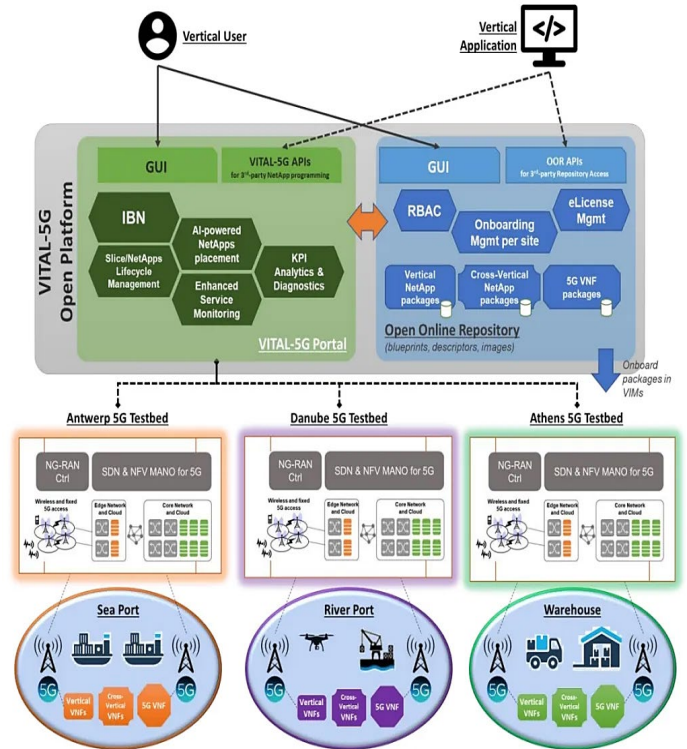 Vertical User
Vertical
Application
VITAL-5G
Open Platform
GUI
VITAL-5G APIs
for 3rd-party NetApp programming
IBN
AI-powered
NetApps
placement
Slice/NetApps
Lifecycle
Management
KPI
Analytics &
Diagnostics
Enhanced
Service
Monitoring
VITAL-5G Portal
GUI
OOR APIs
for 3rd-party Repository Access
RBAC
Onboarding
Mgmt per site
eLicense
Mgmt
Vertical
NetApp
packages
Cross-Vertical
NetApp
packages
5G VNF
packages
Open Online Repository
(blueprints, descriptors, images)
Onboard
packages in
VIMs
Antwerp 5G Testbed
NG-RAN
Ctrl
SDN & NFV MANO for 5G
Wireless and fixed
5G access
Edge Network
and Cloud
Core Network
and Cloud
Sea Port
5G
5G
Vertical
VNFs
Cross-
Vertical
VNFs
5G VNF
Danube 5G Testbed
NG-RAN
Ctrl
SDN & NFV MANO for 5G
Wireless and fixed
5G access
Edge Network
and Cloud
Core Network
and Cloud
River Port
5G
5G
Vertical
VNFs
Cross-
Vertical
VNFs
5G VNF
Athens 5G Testbed
NG-RAN
Ctrl
SDN & NFV MANO for 5G
Wireless and fixed
5G access
Edge Network
and Cloud
Core Network
and Cloud
Warehouse
5G
5G
Vertical
VNFs
Cross-
Vertical
VNFs
5G VNF